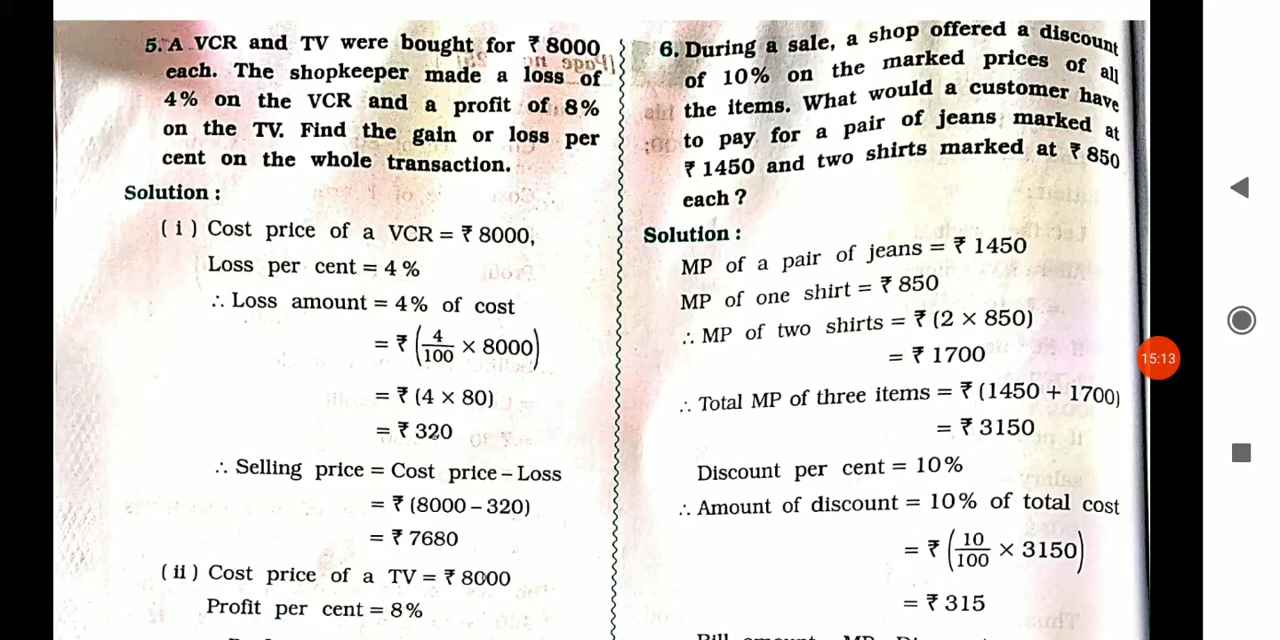 5. A VCR and TV were bought for ₹ 8000
each. The shopkeeper made a loss of
4% on the VCR and a profit of 8%
on the TV. Find the gain or loss per
cent on the whole transaction.
Solution :
( i ) Cost price of a VCR = ₹ 8000,
Loss per cent = 4 %
∴ Loss amount = 4% of cost
= ₹ (4/100 × 8000)
= ₹ (4 × 80)
= ₹ 320
∴ Selling price = Cost price – Loss
= ₹ (8000 – 320)
= ₹ 7680
( ii ) Cost price of a TV = ₹ 8000
Profit per cent = 8%
6. During a sale, a shop offered a discount
of 10% on the marked prices of all
the items. What would a customer have
to pay for a pair of jeans marked at
₹ 1450 and two shirts marked at ₹ 850
each ?
Solution :
MP of a pair of jeans = ₹ 1450
MP of one shirt = ₹ 850
∴ MP of two shirts = ₹ (2 × 850)
= ₹ 1700
∴ Total MP of three items = ₹ (1450 + 1700)
= ₹ 3150
Discount per cent = 10%
∴ Amount of discount = 10% of total cost
= ₹ (10/100 × 3150)
= ₹ 315
15:13